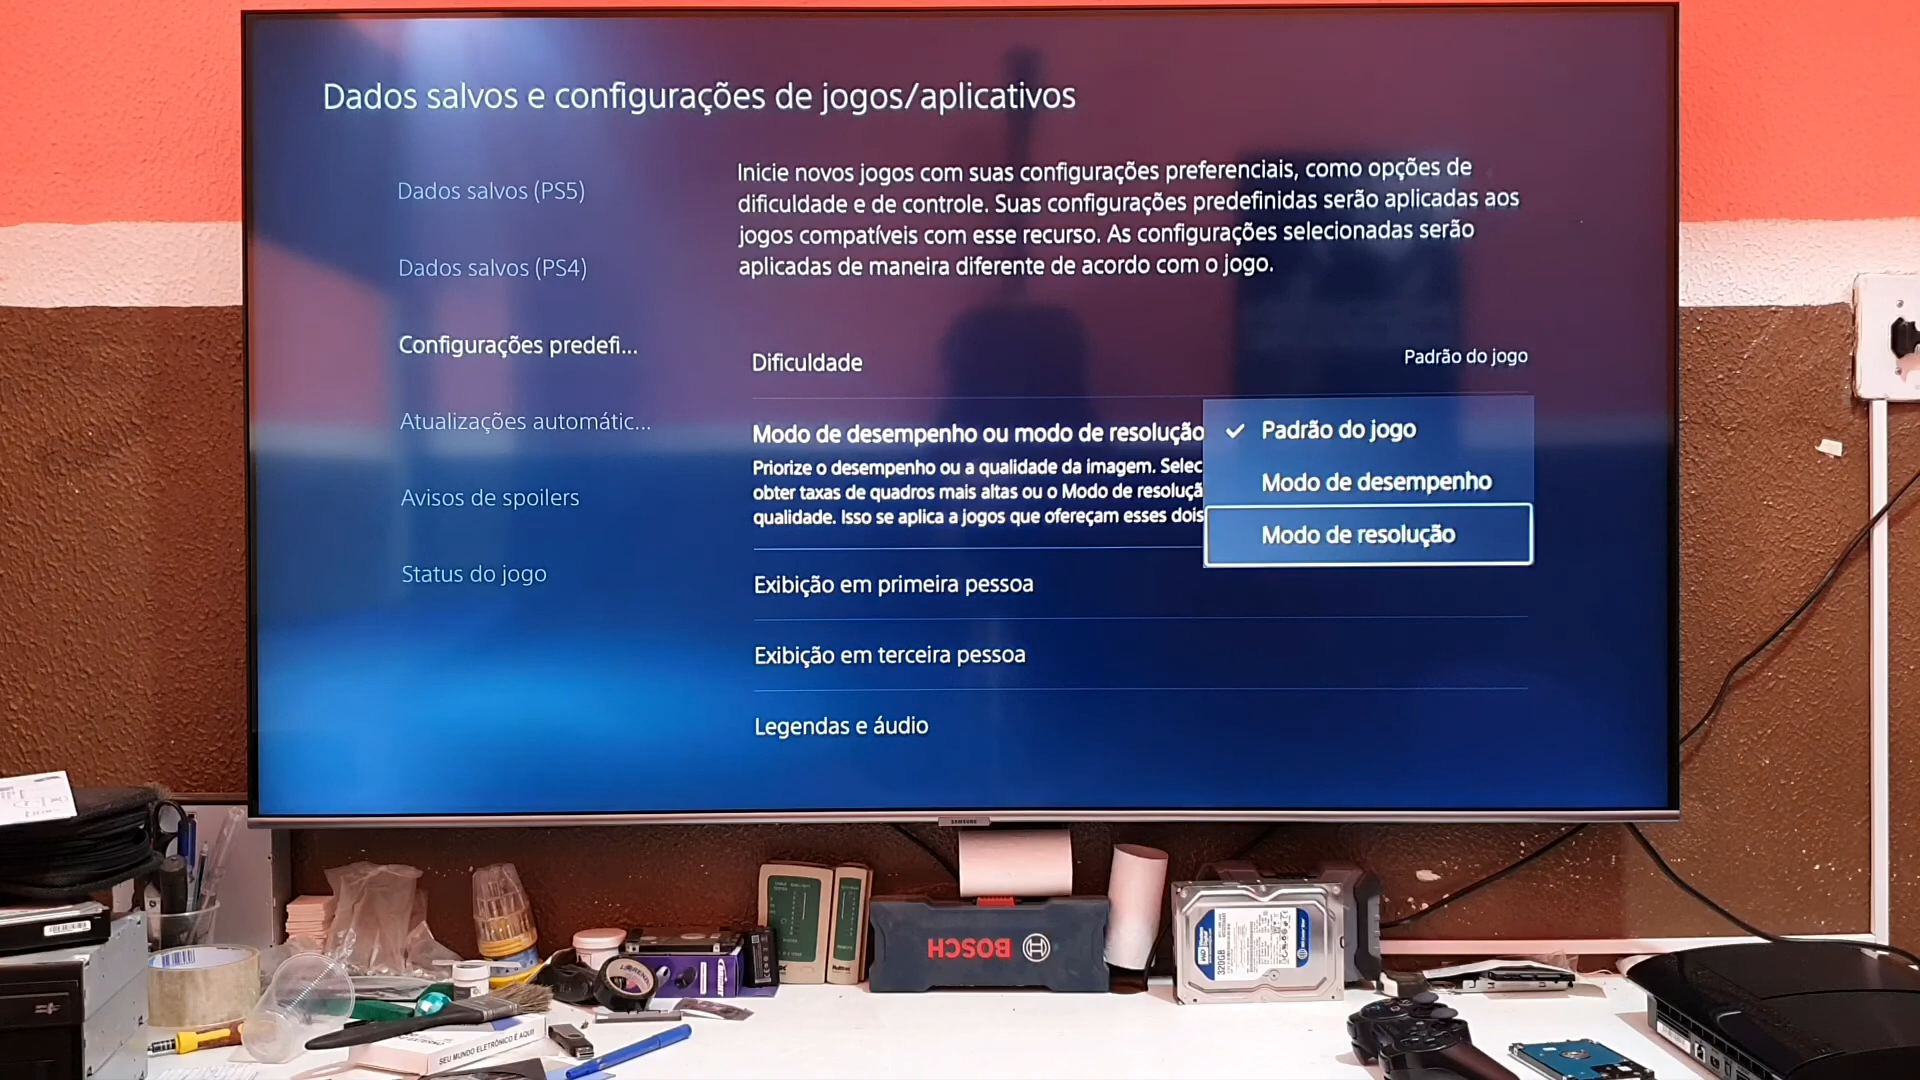 Dados salvos e configurações de jogos/aplicativos
Dados salvos (PS5)
Dados salvos (PS4)
Configurações predefi...
Atualizações automátic...
Avisos de spoilers
Status do jogo
Inicie novos jogos com suas configurações preferenciais, como opções de
dificuldade e de controle. Suas configurações predefinidas serão aplicadas aos
jogos compatíveis com esse recurso. As configurações selecionadas serão
aplicadas de maneira diferente de acordo com o jogo.
Dificuldade
Padrão do jogo
Modo de desempenho ou modo de resolução
Priorize o desempenho ou a qualidade da imagem. Selec
obter taxas de quadros mais altas ou o Modo de resoluçã
qualidade. Isso se aplica a jogos que ofereçam esses dois
Padrão do jogo
Modo de desempenho
Modo de resolução
Exibição em primeira pessoa
Exibição em terceira pessoa
Legendas e áudio
SAMSUNG
BOSCH
320GB
SEU MUNDO ELETRÔNICO É AQUI!